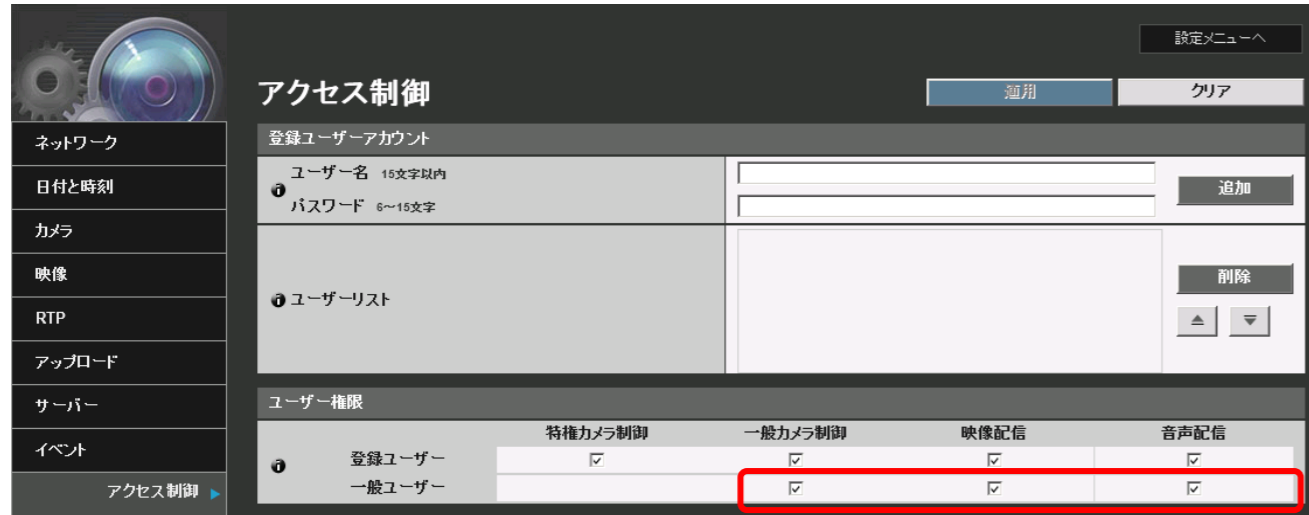 設定メニューへ
アクセス制御
適用 クリア
ネットワーク
日付と時刻
カメラ
映像
RTP
アップロード
サーバー
イベント
アクセス制御
登録ユーザーアカウント
ユーザー名 15文字以内
パスワード 6～15文字
追加
ユーザーリスト
削除
ユーザー権限
特権カメラ制御 一般カメラ制御 映像配信 音声配信
登録ユーザー
一般ユーザー